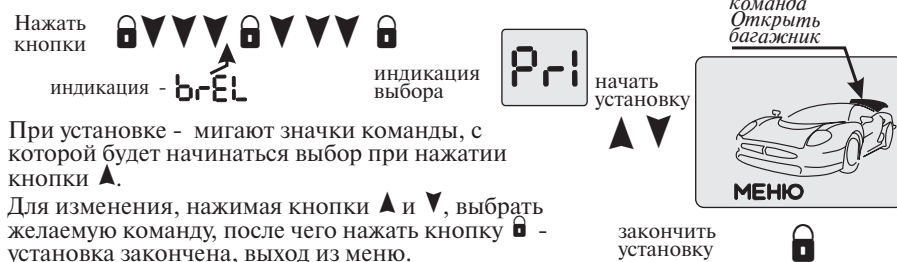 команда
Открыть
багажник
Нажать
кнопки
индикация - brEL
индикация
выбора
PrI
начать
установку
МЕНЮ
При установке - мигают значки команды, с
которой будет начинаться выбор при нажатии
кнопки ▲.
Для изменения, нажимая кнопки ▲ и ▼, выбрать
желаемую команду, после чего нажать кнопку -
установка закончена, выход из меню.
закончить
установку